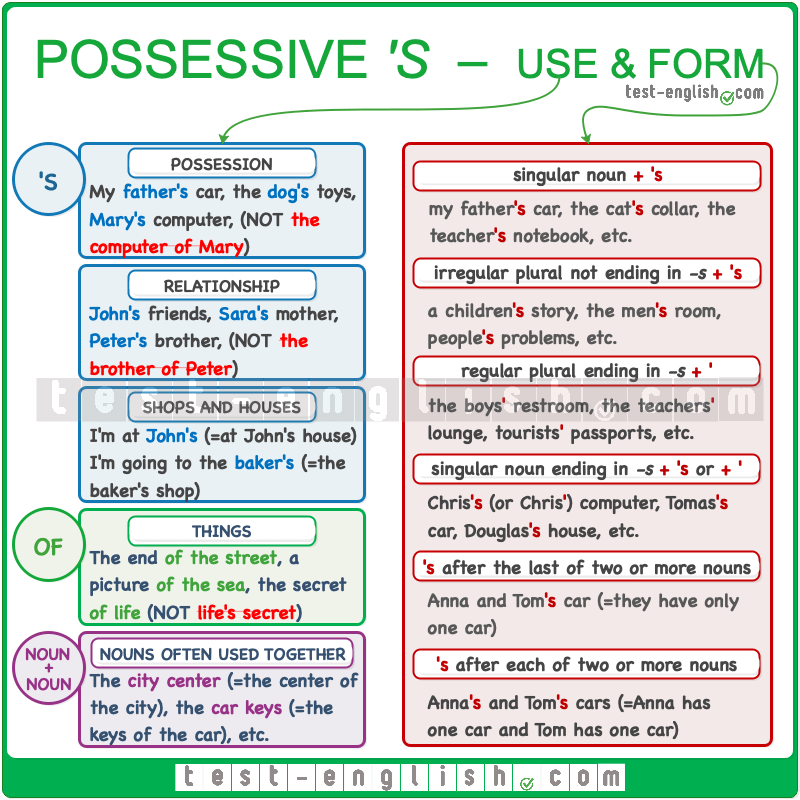 POSSESSIVE 'S – USE & FORM
test-english.com
'S
POSSESSION
My father's car, the dog's toys,
Mary's computer, (NOT the
computer of Mary)
RELATIONSHIP
John's friends, Sara's mother,
Peter's brother, (NOT the
brother of Peter)
SHOPS AND HOUSES
I'm at John's (=at John's house)
I'm going to the baker's (=the
baker's shop)
OF
THINGS
The end of the street, a
picture of the sea, the secret
of life (NOT life's secret)
NOUN
+
NOUN
NOUNS OFTEN USED TOGETHER
The city center (=the center of
the city), the car keys (=the
keys of the car), etc.
singular noun + 's
my father's car, the cat's collar, the
teacher's notebook, etc.
irregular plural not ending in –s + 's
a children's story, the men's room,
people's problems, etc.
regular plural ending in –s + '
the boys' restroom, the teachers'
lounge, tourists' passports, etc.
singular noun ending in –s + 's or + '
Chris's (or Chris') computer, Tomas's
car, Douglas's house, etc.
's after the last of two or more nouns
Anna and Tom's car (=they have only
one car)
's after each of two or more nouns
Anna's and Tom's cars (=Anna has
one car and Tom has one car)
test-english.com
test-english.com